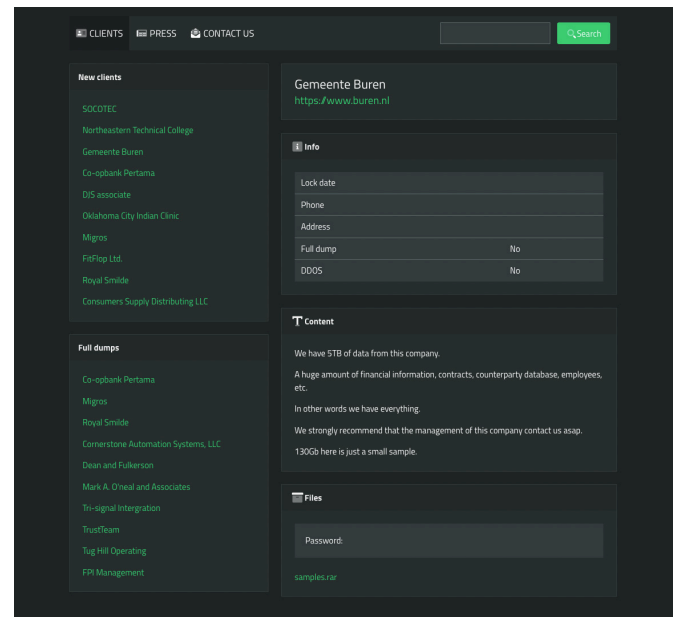 CLIENTS PRESS CONTACT US Search
New clients
SOCOTEC
Northeastern Technical College
Gemeente Buren
Co-opbank Pertama
DJS associate
Oklahoma City Indian Clinic
Migros
FitFlop Ltd.
Royal Smilde
Consumers Supply Distributing LLC
Full dumps
Co-opbank Pertama
Migros
Royal Smilde
Cornerstone Automation Systems, LLC
Dean and Fulkerson
Mark A. O'neal and Associates
Tri-signal Intergration
TrustTeam
Tug Hill Operating
FPI Management
Gemeente Buren
https://www.buren.nl
Info
Lock date
Phone
Address
Full dump No
DDOS No
Content
We have 5TB of data from this company.
A huge amount of financial information, contracts, counterparty database, employees,
etc.
In other words we have everything.
We strongly recommend that the management of this company contact us asap.
130Gb here is just a small sample.
Files
Password:
samples.rar